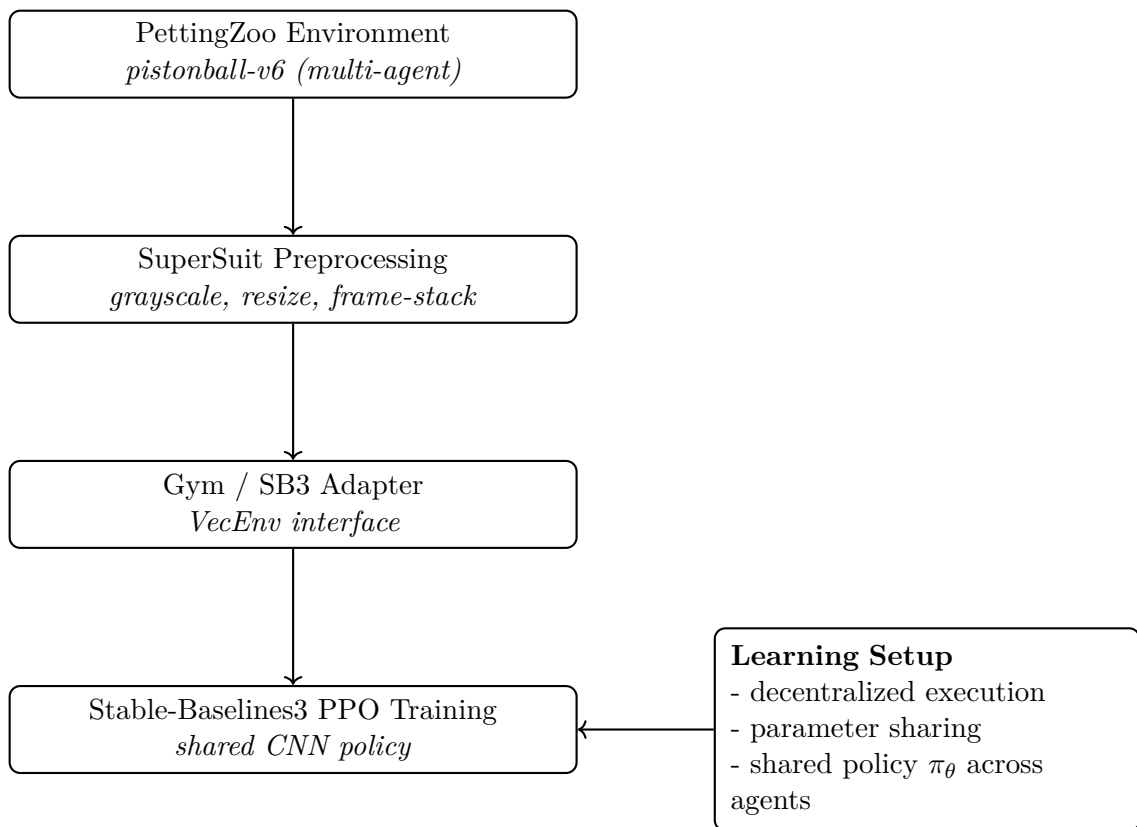 PettingZoo Environment
pistonball-v6 (multi-agent)
SuperSuit Preprocessing
grayscale, resize, frame-stack
Gym / SB3 Adapter
VecEnv interface
Stable-Baselines3 PPO Training
shared CNN policy
Learning Setup
- decentralized execution
- parameter sharing
- shared policy π_θ across
agents